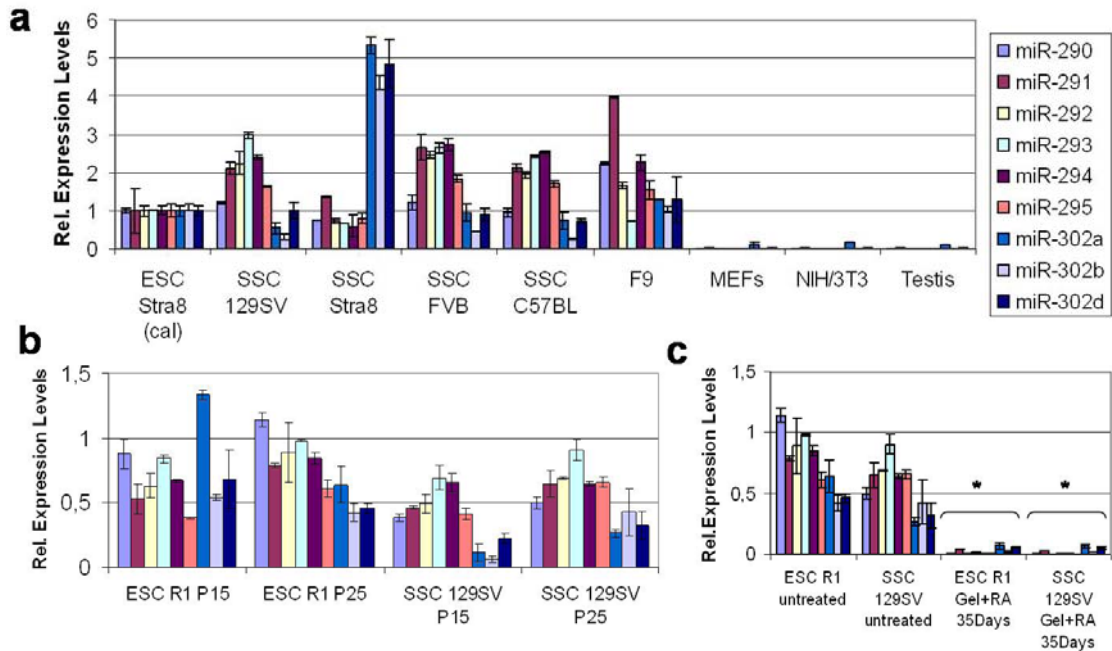 a
Rel. Expression Levels
6
5
4
3
2
1
0
ESC
Stra8
(cal)
SSC
129SV
SSC
Stra8
SSC
FVB
SSC
C57BL
F9
MEFs
NIH/3T3
Testis
miR-290
miR-291
miR-292
miR-293
miR-294
miR-295
miR-302a
miR-302b
miR-302d
b
Rel. Expression Levels
1,5
1
0,5
0
ESC R1 P15
ESC R1 P25
SSC 129SV
P15
SSC 129SV
P25
c
Rel.Expression Levels
1,5
1
0,5
0
*
*
ESC R1
untreated
SSC
129SV
untreated
ESC R1
Gel+RA
35Days
SSC
129SV
Gel+RA
35Days